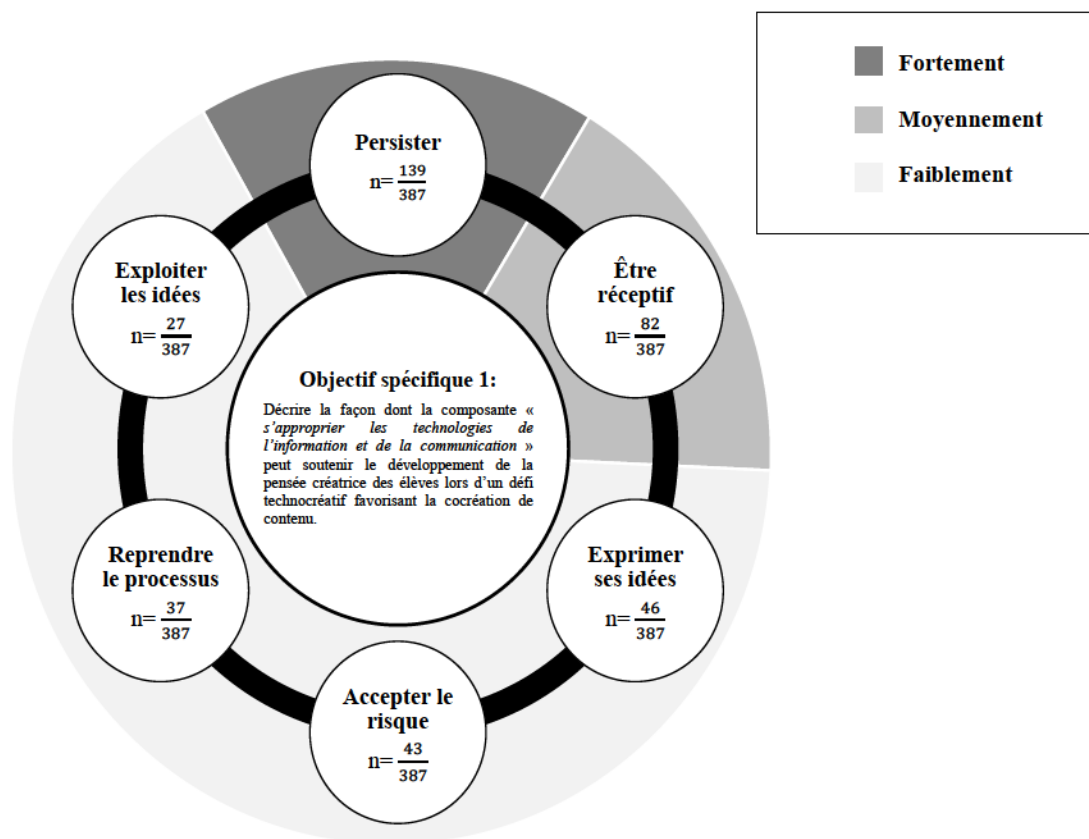 Fortement
Moyennement
Faiblement
Persister
n= 139/387
Être
réceptif
n= 82/387
Exprimer
ses idées
n= 46/387
Accepter le
risque
n= 43/387
Reprendre
le processus
n= 37/387
Exploiter
les idées
n= 27/387
Objectif spécifique 1:
Décrire la façon dont la composante «
s'approprier les technologies de
l'information et de la communication »
peut soutenir le développement de la
pensée créatrice des élèves lors d'un défi
technocréatif favorisant la cocréation de
contenu.